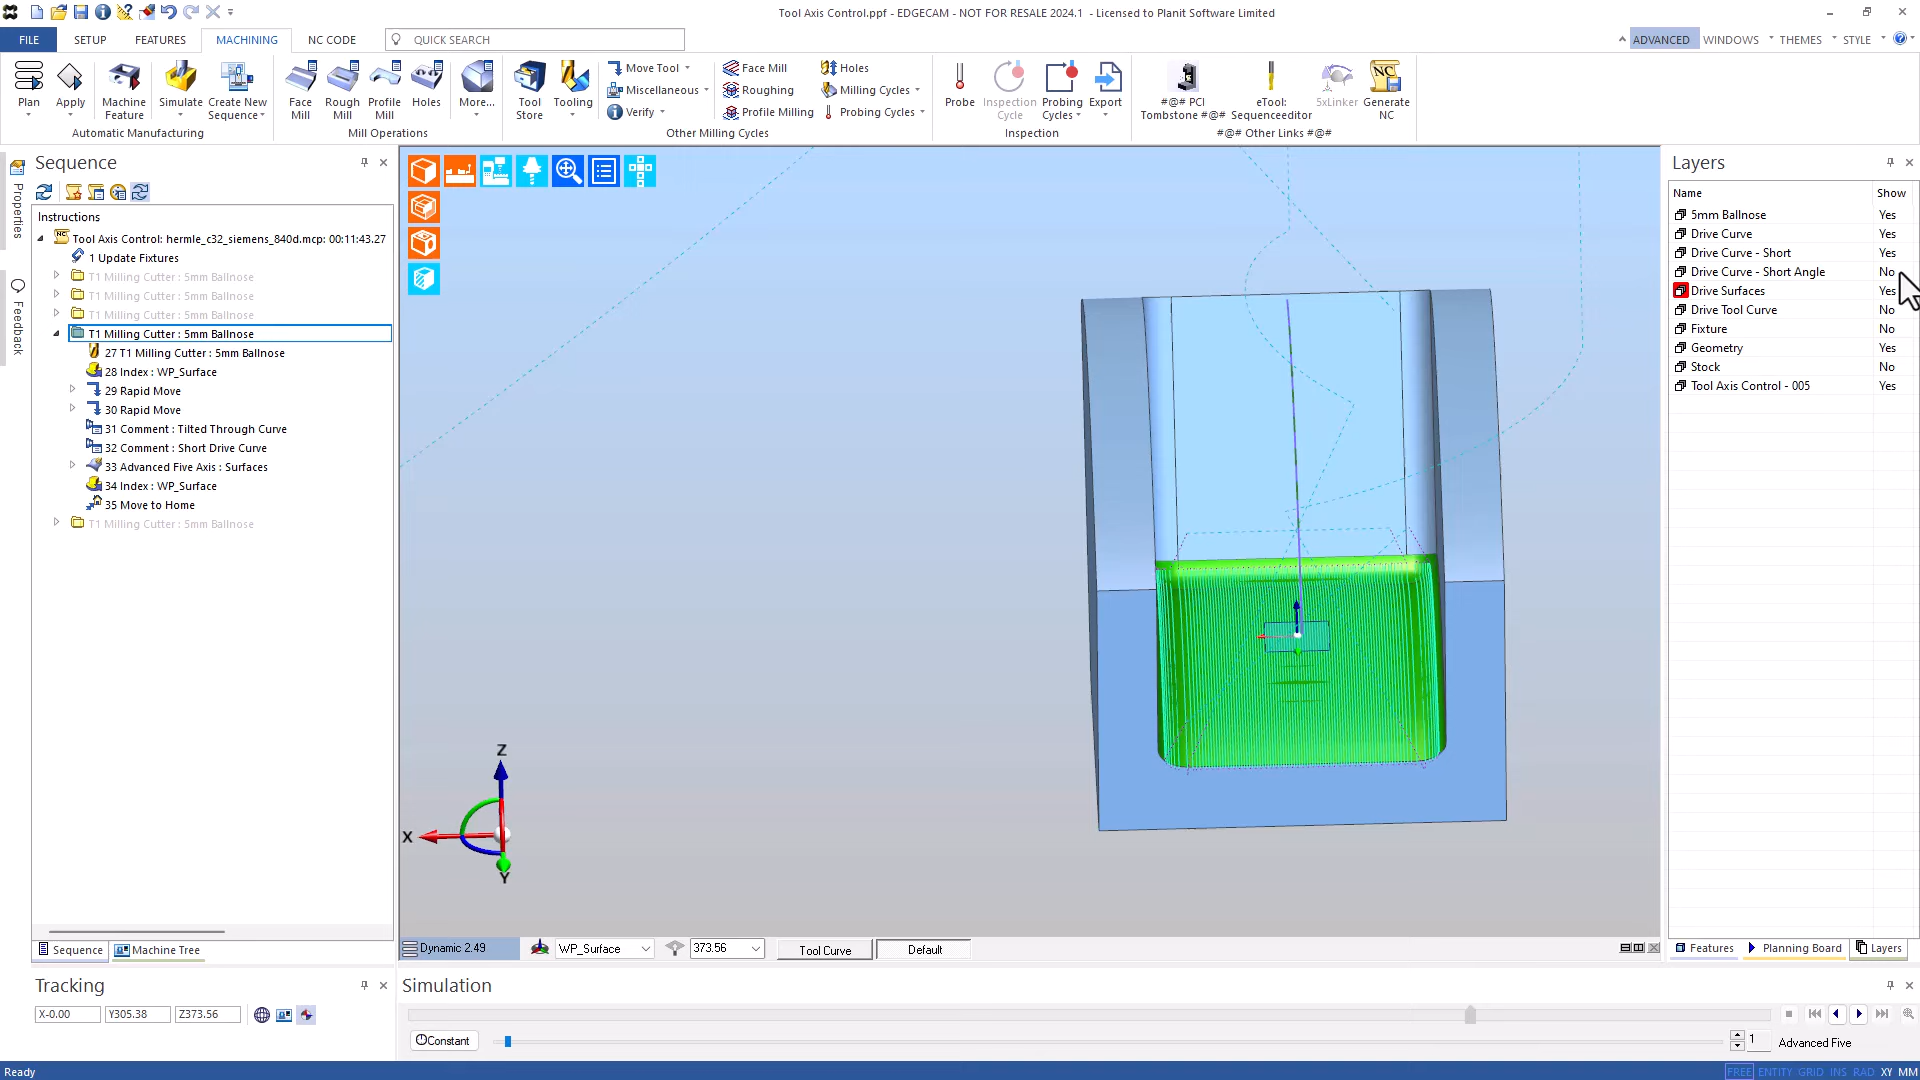 Tool Axis Control.ppf - EDGECAM - NOT FOR RESALE 2024.1 - Licensed to Planit Software Limited
FILE SETUP FEATURES MACHINING NC CODE QUICK SEARCH ADVANCED WINDOWS THEMES STYLE
Plan Apply Machine Feature Simulate Create New Sequence
Automatic Manufacturing
Face Mill Rough Mill Profile Mill Holes More...
Mill Operations
Tool Store Tooling Move Tool Face Mill Holes
Miscellaneous Roughing Milling Cycles
Verify Profile Milling Probing Cycles
Other Milling Cycles
Probe Inspection Cycle Probing Cycles Export
Inspection
#@# PCI Tombstone #@# eTool: Sequenceeditor 5xLinker Generate NC
#@# Other Links #@#
Properties
Feedback
Sequence
Instructions
Tool Axis Control: hermle_c32_siemens_840d.mcp: 00:11:43.27
1 Update Fixtures
T1 Milling Cutter : 5mm Ballnose
T1 Milling Cutter : 5mm Ballnose
T1 Milling Cutter : 5mm Ballnose
T1 Milling Cutter : 5mm Ballnose
27 T1 Milling Cutter : 5mm Ballnose
28 Index : WP_Surface
29 Rapid Move
30 Rapid Move
31 Comment : Tilted Through Curve
32 Comment : Short Drive Curve
33 Advanced Five Axis : Surfaces
34 Index : WP_Surface
35 Move to Home
T1 Milling Cutter : 5mm Ballnose
Sequence Machine Tree
Z
X
Y
Dynamic 2.49 WP_Surface 373.56 Tool Curve Default
Layers
Name Show
5mm Ballnose Yes
Drive Curve Yes
Drive Curve - Short Yes
Drive Curve - Short Angle No
Drive Surfaces Yes
Drive Tool Curve No
Fixture No
Geometry Yes
Stock No
Tool Axis Control - 005 Yes
Features Planning Board Layers
Tracking
X-0.00 Y305.38 Z373.56
Simulation
Constant 1 Advanced Five
Ready
FREE ENTITY GRID INS RAD XY MM